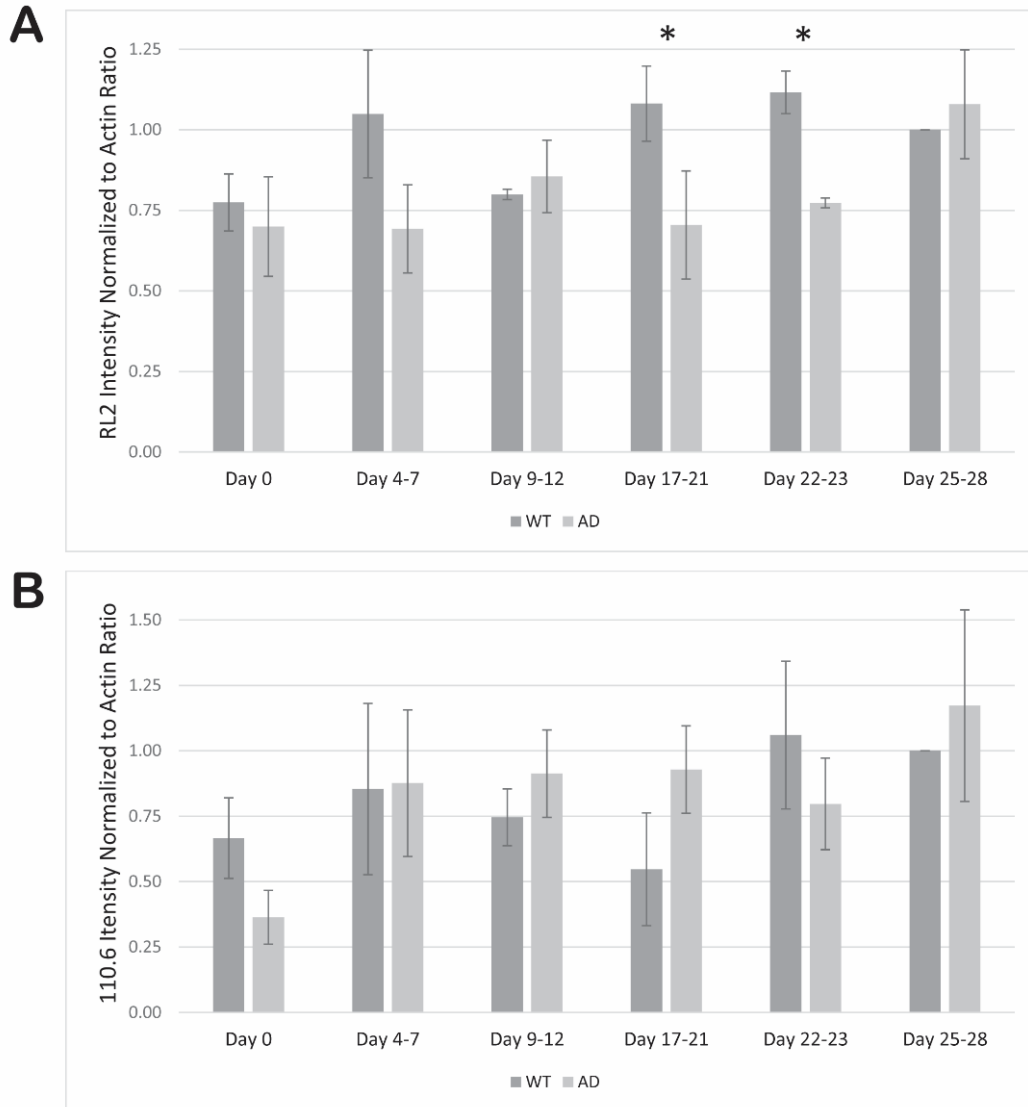 A
* *
RL2 Intensity Normalized to Actin Ratio
1.25
1.00
0.75
0.50
0.25
0.00
Day 0 Day 4-7 Day 9-12 Day 17-21 Day 22-23 Day 25-28
WT AD
B
110.6 Itensity Normalized to Actin Ratio
1.50
1.25
1.00
0.75
0.50
0.25
0.00
Day 0 Day 4-7 Day 9-12 Day 17-21 Day 22-23 Day 25-28
WT AD